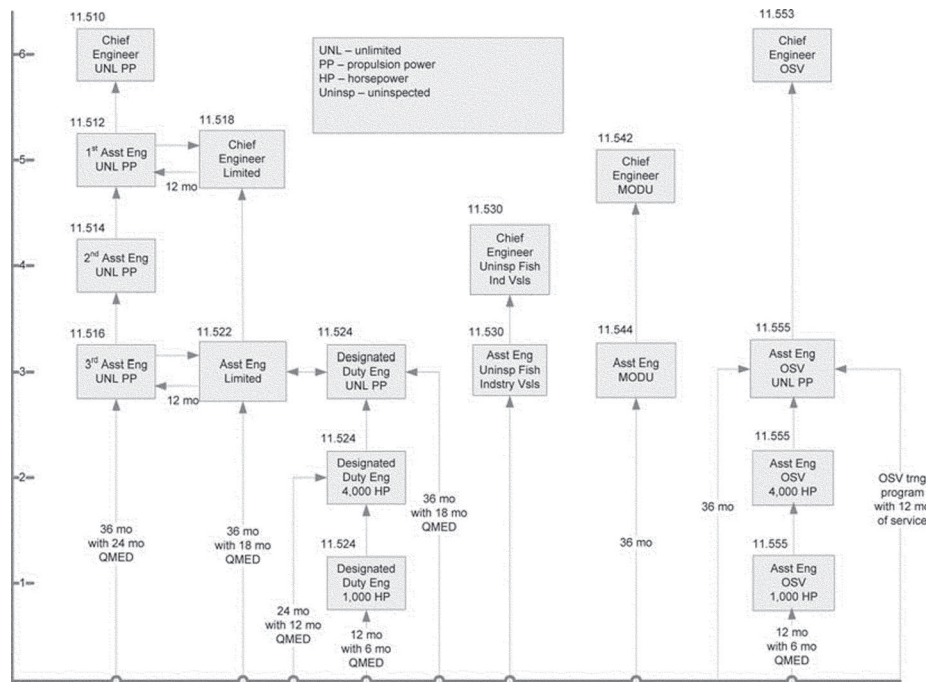 11.510
Chief
Engineer
UNL PP
11.512
1st Asst Eng
UNL PP
11.514
2nd Asst Eng
UNL PP
11.516
3rd Asst Eng
UNL PP
36 mo
with 24 mo
QMED
11.518
Chief
Engineer
Limited
12 mo
11.522
Asst Eng
Limited
12 mo
36 mo
with 18 mo
QMED
UNL – unlimited
PP – propulsion power
HP – horsepower
Uninsp – uninspected
11.524
Designated
Duty Eng
UNL PP
11.524
Designated
Duty Eng
4,000 HP
11.524
Designated
Duty Eng
1,000 HP
24 mo
with 12 mo
QMED
12 mo
with 6 mo
QMED
36 mo
with 18 mo
QMED
11.530
Chief
Engineer
Uninsp Fish
Ind Vsls
11.530
Asst Eng
Uninsp Fish
Indstry Vsls
11.542
Chief
Engineer
MODU
11.544
Asst Eng
MODU
36 mo
11.553
Chief
Engineer
OSV
11.555
Asst Eng
OSV
UNL PP
11.555
Asst Eng
OSV
4,000 HP
11.555
Asst Eng
OSV
1,000 HP
36 mo
12 mo
with 6 mo
QMED
OSV trng
program
with 12 mo
of service
6
5
4
3
2
1